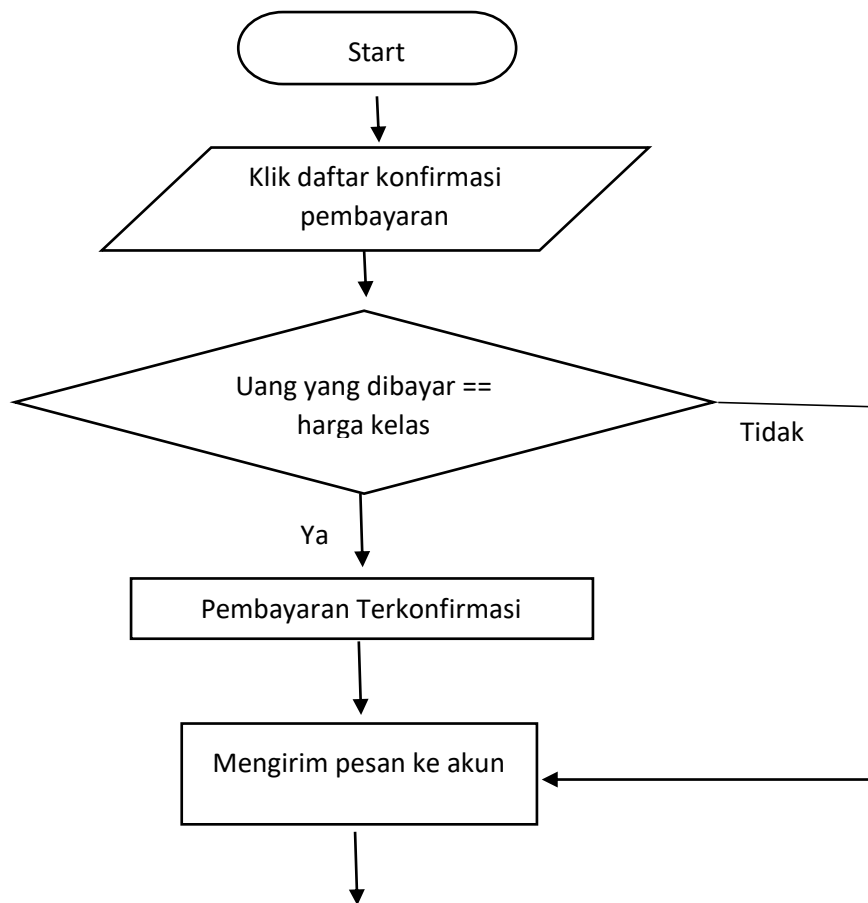 Start
Klik daftar konfirmasi
pembayaran
Uang yang dibayar ==
harga kelas
Tidak
Ya
Pembayaran Terkonfirmasi
Mengirim pesan ke akun